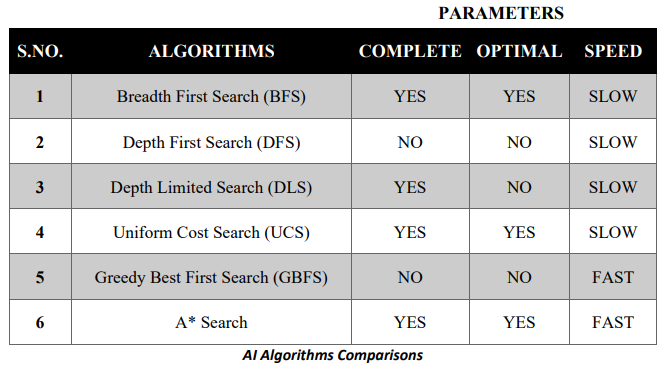 PARAMETERS
S.NO. ALGORITHMS COMPLETE OPTIMAL SPEED
1 Breadth First Search (BFS) YES YES SLOW
2 Depth First Search (DFS) NO NO SLOW
3 Depth Limited Search (DLS) YES NO SLOW
4 Uniform Cost Search (UCS) YES YES SLOW
5 Greedy Best First Search (GBFS) NO NO FAST
6 A* Search YES YES FAST
AI Algorithms Comparisons